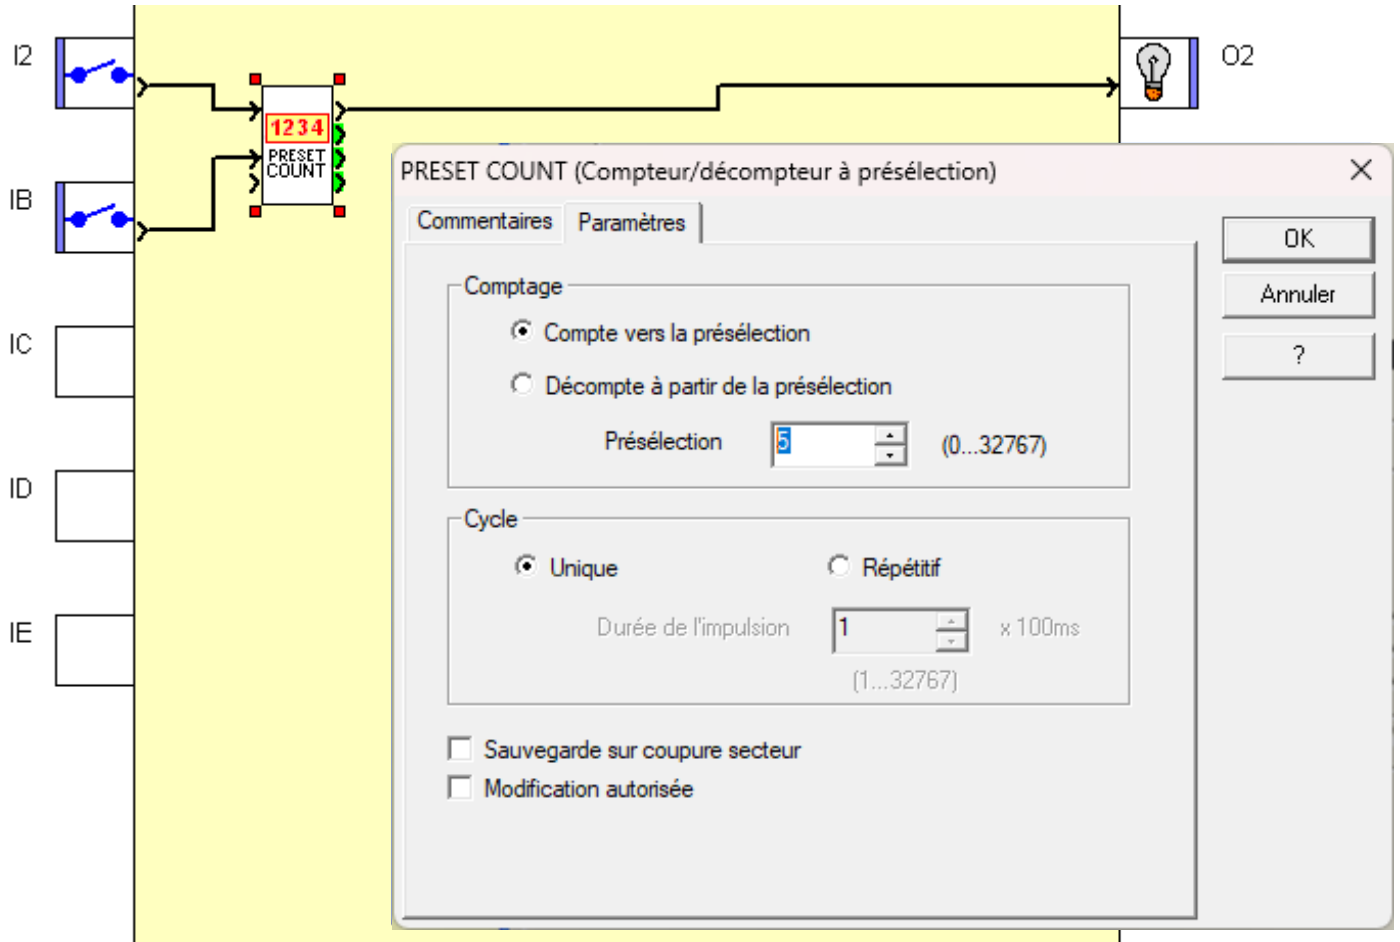 I2
O2
1234
PRESET
COUNT
IB
IC
ID
IE
PRESET COUNT (Compteur/décompteur à présélection)
Commentaires
Paramètres
OK
Annuler
?
Comptage
Compte vers la présélection
Décompte à partir de la présélection
Présélection
5
(0...32767)
Cycle
Unique
Répétitif
Durée de l'impulsion
1
x 100ms
(1...32767)
Sauvegarde sur coupure secteur
Modification autorisée